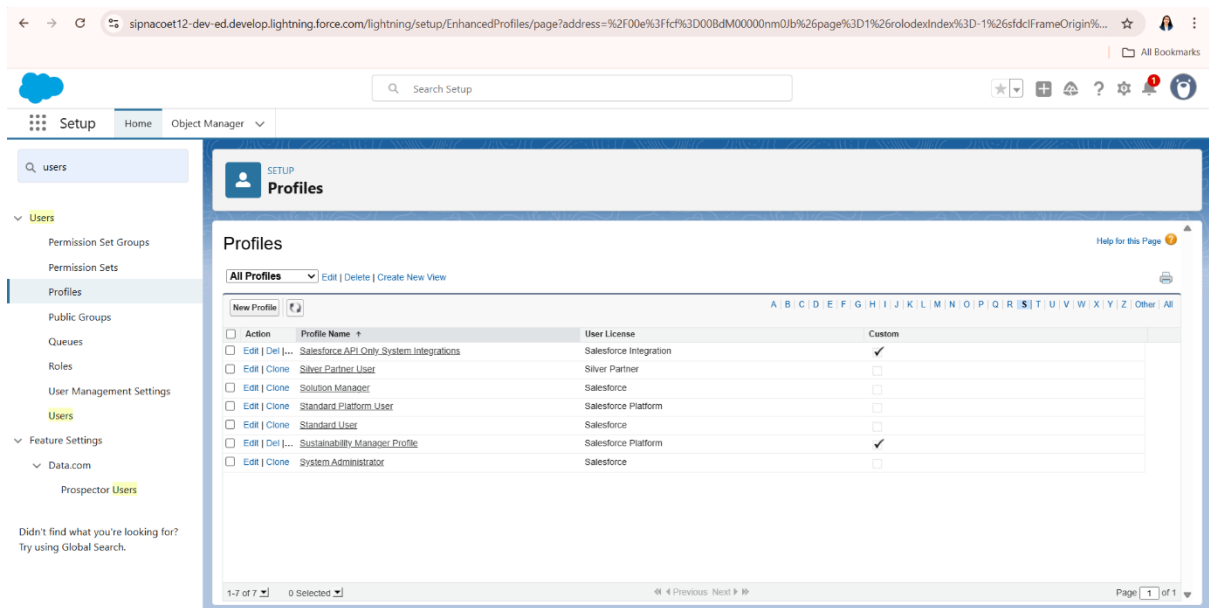 sipnacoet12-dev-ed.develop.lightning.force.com/lightning/setup/EnhancedProfiles/page?address=%2F00e%3Ffcf%3D00BdM00000nm0Jb%26page%3D1%26rolodexIndex%3D-1%26sfdcIFrameOrigin%...
All Bookmarks
Search Setup
1
Setup Home Object Manager
users
SETUP
Profiles
Users
Permission Set Groups
Permission Sets
Profiles
Public Groups
Queues
Roles
User Management Settings
Users
Feature Settings
Data.com
Prospector Users
Didn't find what you're looking for?
Try using Global Search.
Profiles
Help for this Page
All Profiles Edit | Delete | Create New View
New Profile A | B | C | D | E | F | G | H | I | J | K | L | M | N | O | P | Q | R | S | T | U | V | W | X | Y | Z | Other | All
Action Profile Name User License Custom
Edit | Del |... Salesforce API Only System Integrations Salesforce Integration
Edit | Clone Silver Partner User Silver Partner
Edit | Clone Solution Manager Salesforce
Edit | Clone Standard Platform User Salesforce Platform
Edit | Clone Standard User Salesforce
Edit | Del |... Sustainability Manager Profile Salesforce Platform
Edit | Clone System Administrator Salesforce
1-7 of 7 0 Selected Previous Next Page 1 of 1